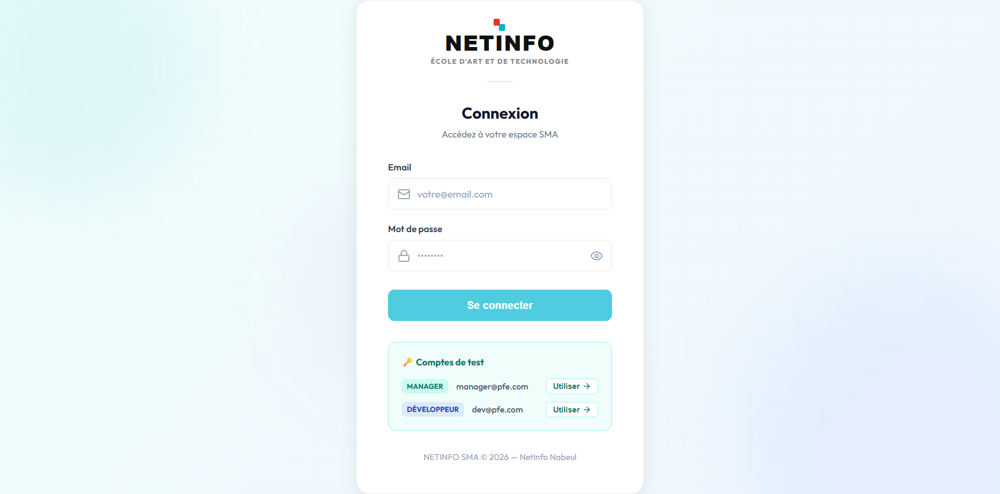 NETINFO
ÉCOLE D'ART ET DE TECHNOLOGIE
Connexion
Accédez à votre espace SMA
Email
votre@email.com
Mot de passe
••••••••
Se connecter
🔑 Comptes de test
MANAGER manager@pfe.com Utiliser →
DÉVELOPPEUR dev@pfe.com Utiliser →
NETINFO SMA © 2026 — NetInfo Nabeul